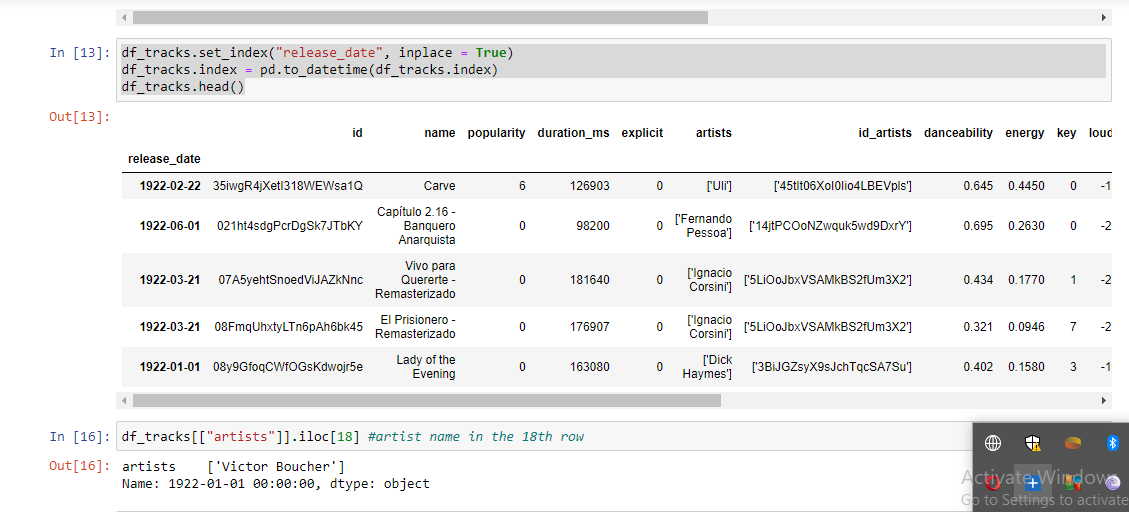 In [13]: df_tracks.set_index("release_date", inplace = True)
df_tracks.index = pd.to_datetime(df_tracks.index)
df_tracks.head()
Out[13]:
id name popularity duration_ms explicit artists id_artists danceability energy key loud
release_date
1922-02-22 35iwgR4jXetI318WEWsa1Q Carve 6 126903 0 ['Uli'] ['45tIt06XoI0Iio4LBEVpls'] 0.645 0.4450 0 -1
Capítulo 2.16 -
1922-06-01 021ht4sdgPcrDgSk7JTbKY Banquero 0 98200 0 ['Fernando Pessoa'] ['14jtPCOoNZwquk5wd9DxrY'] 0.695 0.2630 0 -2
Anarquista
Vivo para
1922-03-21 07A5yehtSnoedViJAZkNnc Quererte - 0 181640 0 ['Ignacio Corsini'] ['5LiOoJbxVSAMkBS2fUm3X2'] 0.434 0.1770 1 -2
Remasterizado
1922-03-21 08FmqUhxtyLTn6pAh6bk45 El Prisionero - Remasterizado 0 176907 0 ['Ignacio Corsini'] ['5LiOoJbxVSAMkBS2fUm3X2'] 0.321 0.0946 7 -2
1922-01-01 08y9GfoqCWfOGsKdwojr5e Lady of the Evening 0 163080 0 ['Dick Haymes'] ['3BiJGZsyX9sJchTqcSA7Su'] 0.402 0.1580 3 -1
In [16]: df_tracks[["artists"]].iloc[18] #artist name in the 18th row
Out[16]: artists ['Victor Boucher']
Name: 1922-01-01 00:00:00, dtype: object
Activate Windows
Go to Settings to activate